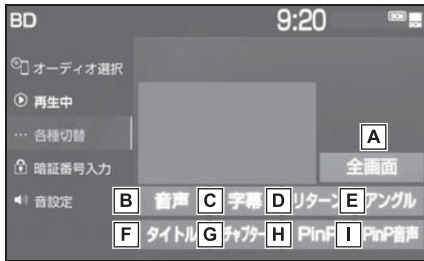 BD 9:20 DCM
オーディオ選択
再生中
… 各種切替
A
全画面
暗証番号入力
音設定
B 音声 C 字幕 D リターン E アングル
F タイトル G チャプター H PinP I PinP音声